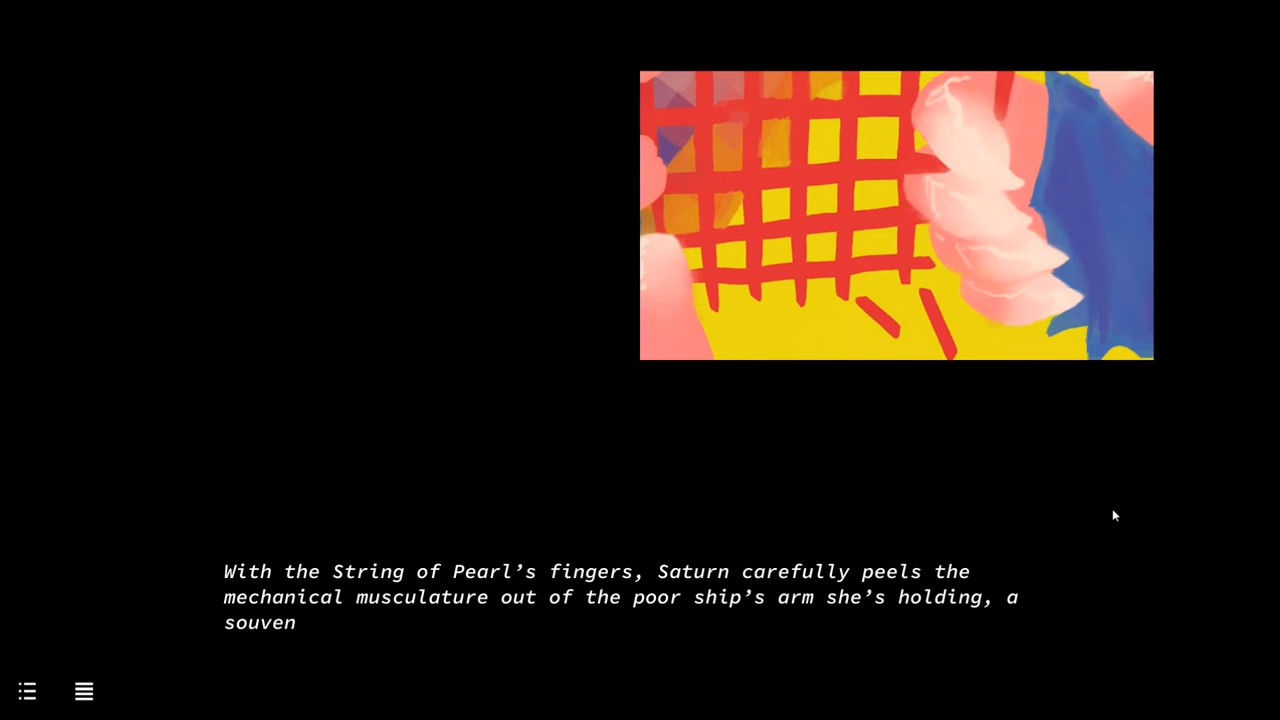 With the String of Pearl’s fingers, Saturn carefully peels the
mechanical musculature out of the poor ship’s arm she’s holding, a
souven